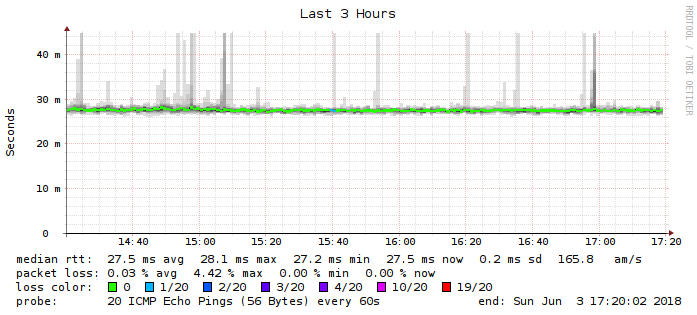 Last 3 Hours
RRDTOOL / TOBI OETIKER
Seconds
40 m
30 m
20 m
10 m
0
14:40 15:00 15:20 15:40 16:00 16:20 16:40 17:00 17:20
median rtt: 27.5 ms avg 28.1 ms max 27.2 ms min 27.5 ms now 0.2 ms sd 165.8 am/s
packet loss: 0.03 % avg 4.42 % max 0.00 % min 0.00 % now
loss color: 0 1/20 2/20 3/20 4/20 10/20 19/20
probe: 20 ICMP Echo Pings (56 Bytes) every 60s end: Sun Jun 3 17:20:02 2018